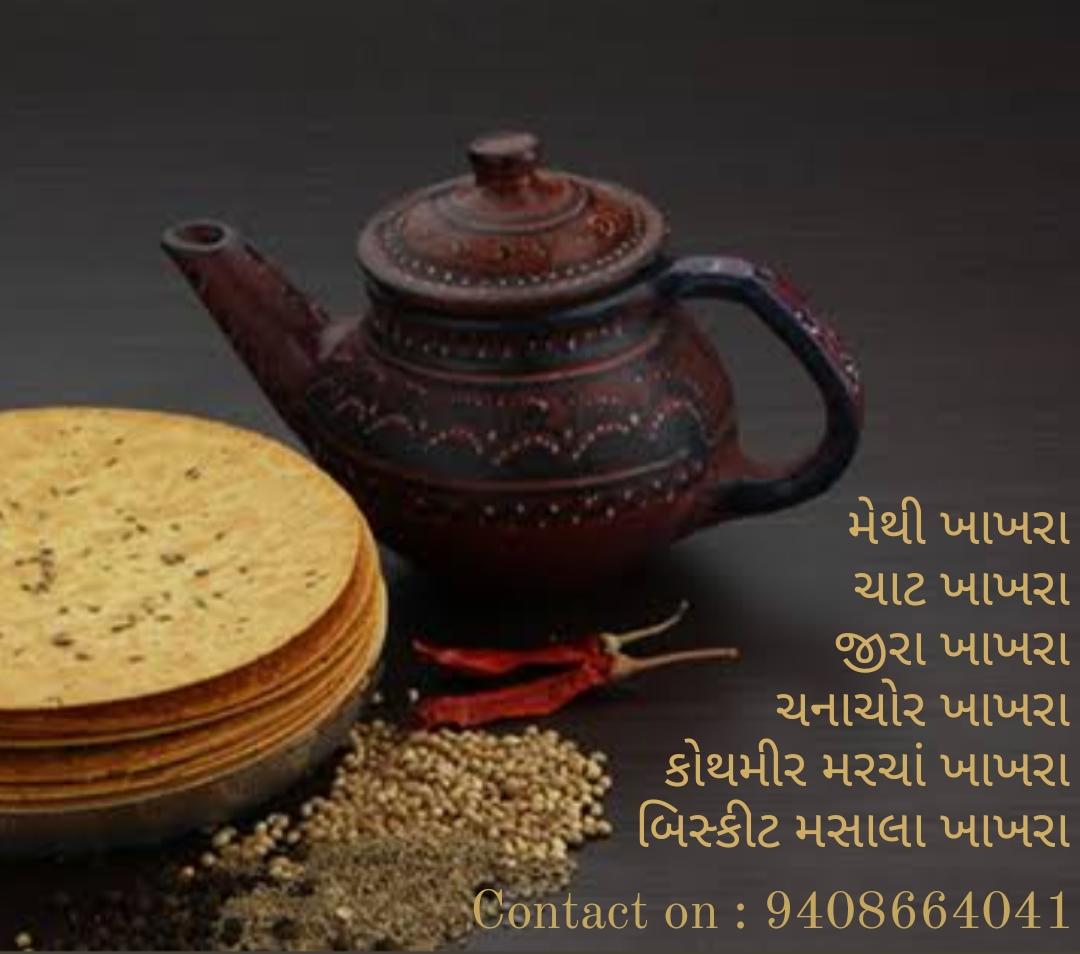 મેથી ખાખરા
ચાટ ખાખરા
જીરા ખાખરા
ચનાચોર ખાખરા
કોથમીર મરચાં ખાખરા
બિસ્કીટ મસાલા ખાખરા
Contact on : 9408664041